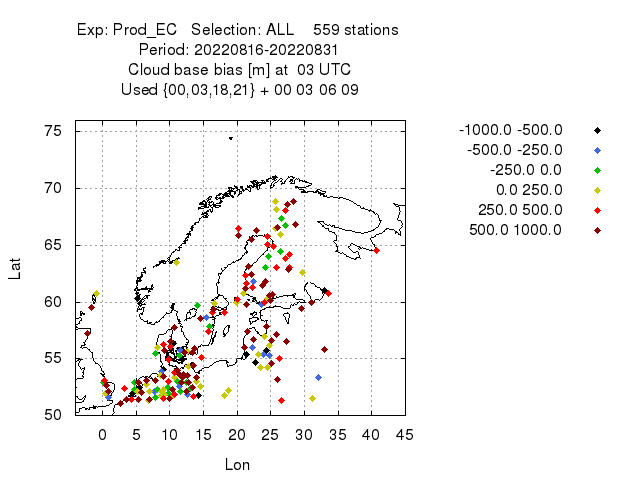 Exp: Prod_EC   Selection: ALL    559 stations
Period: 20220816-20220831
Cloud base bias [m] at  03 UTC
Used {00,03,18,21} + 00 03 06 09
-1000.0 -500.0
-500.0 -250.0
-250.0 0.0
0.0 250.0
250.0 500.0
500.0 1000.0
75
70
65
60
55
50
Lat
0 5 10 15 20 25 30 35 40 45
Lon